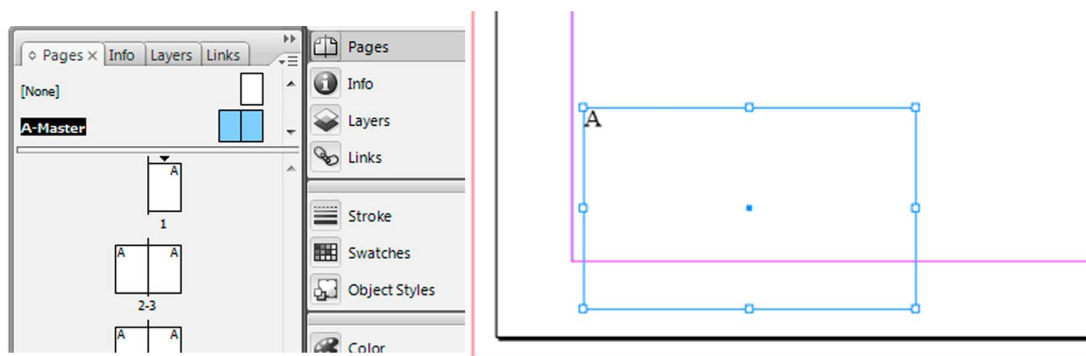 Pages × Info Layers Links
[None]
A-Master
A
1
A A
2-3
A A
Pages
Info
Layers
Links
Stroke
Swatches
Object Styles
Color
A